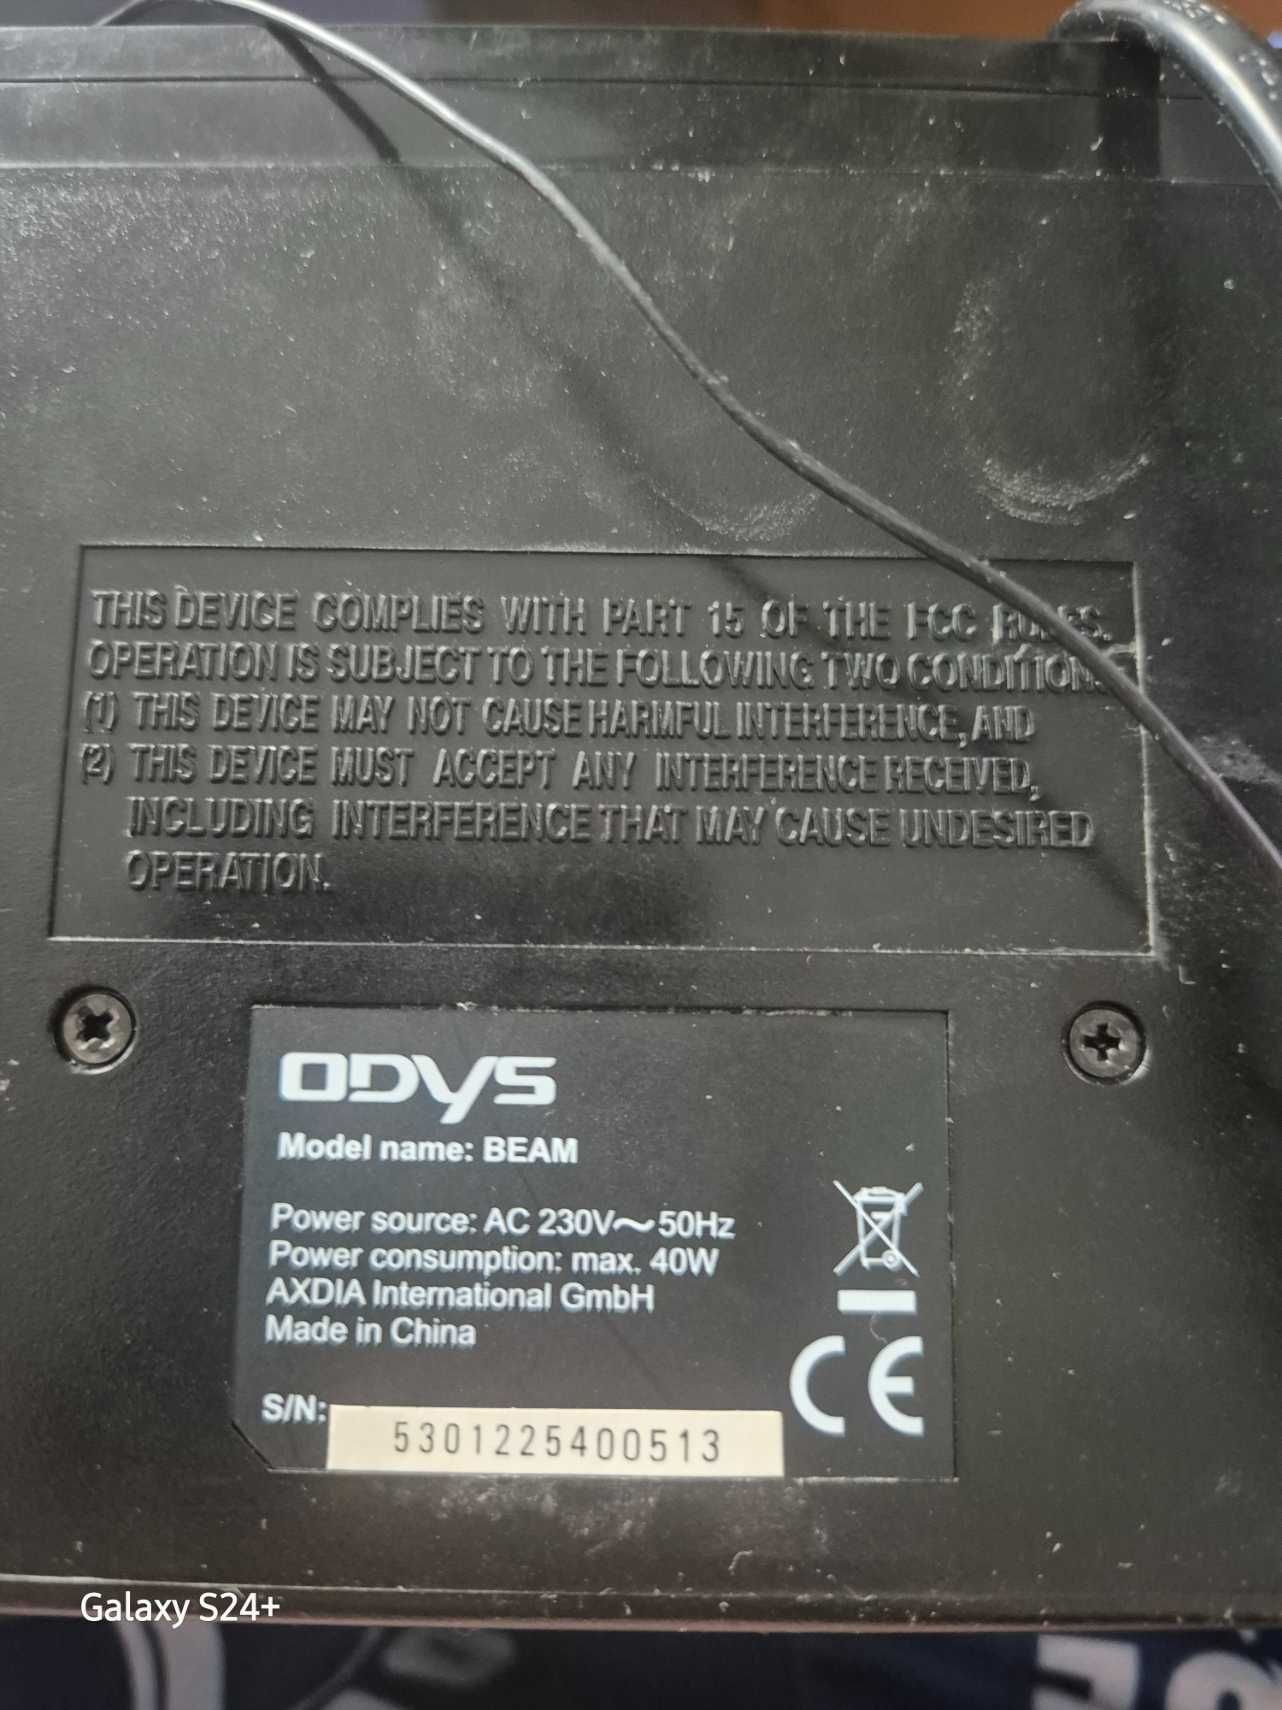 THIS DEVICE COMPLIES WITH PART 15 OF THE FCC RULES.
OPERATION IS SUBJECT TO THE FOLLOWING TWO CONDITION
(1) THIS DEVICE MAY NOT CAUSE HARMFUL INTERFERENCE, AND
(2) THIS DEVICE MUST ACCEPT ANY INTERFERENCE RECEIVED,
INCLUDING INTERFERENCE THAT MAY CAUSE UNDESIRED
OPERATION.
ODYS
Model name: BEAM
Power source: AC 230V~50Hz
Power consumption: max. 40W
AXDIA International GmbH
Made in China
CE
S/N: 5301225400513
Galaxy S24+